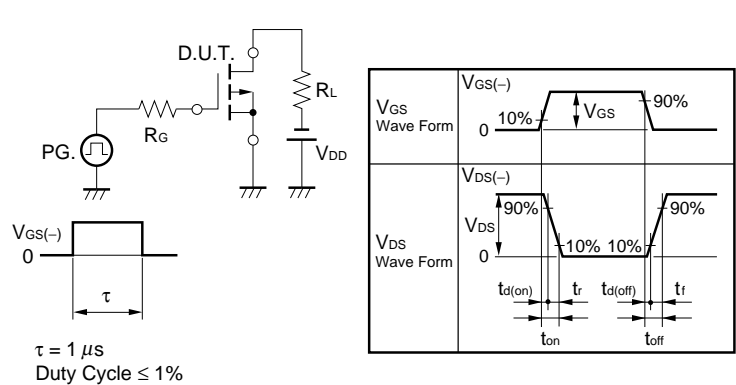 D.U.T.
RL
RG
PG.
VDD
VGS(−)
0
τ
τ = 1 μs
Duty Cycle ≤ 1%
VGS
Wave Form
VGS(−)
10%
VGS
90%
0
VDS
Wave Form
VDS(−)
90%
VDS
10% 10%
90%
0
td(on) tr td(off) tf
ton toff